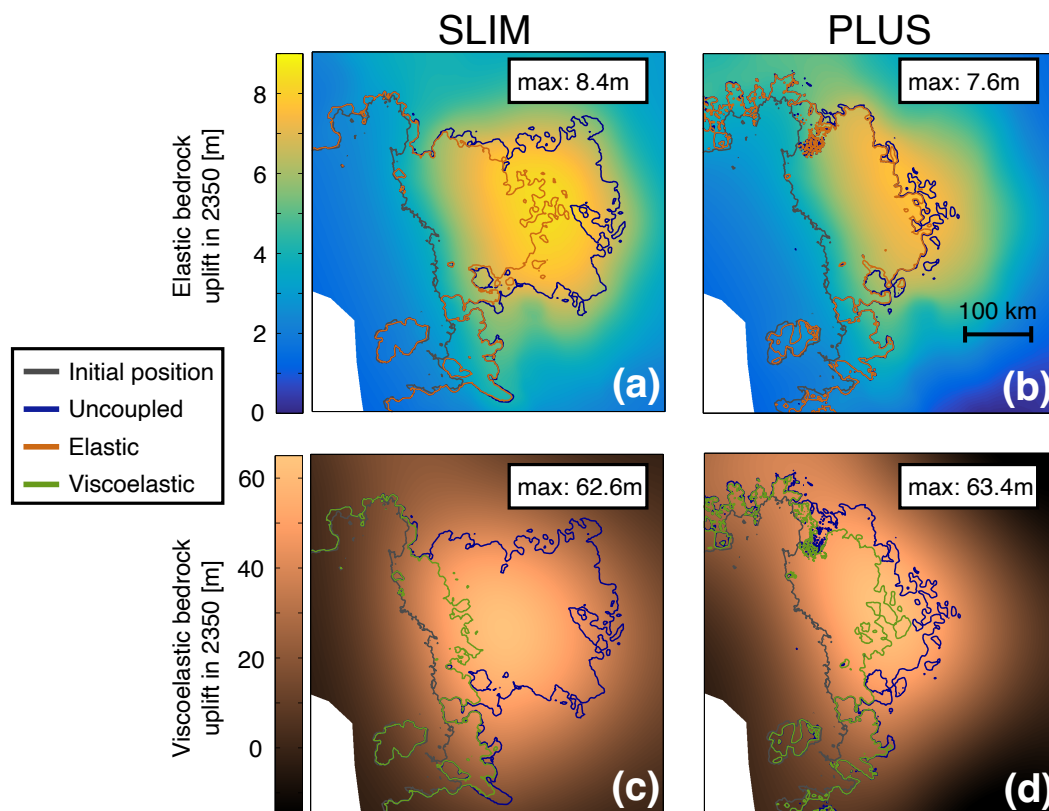 SLIM
PLUS
max: 8.4m
max: 7.6m
Elastic bedrock
uplift in 2350 [m]
8
6
4
2
0
100 km
(a)
(b)
Initial position
Uncoupled
Elastic
Viscoelastic
max: 62.6m
max: 63.4m
Viscoelastic bedrock
uplift in 2350 [m]
60
40
20
0
(c)
(d)